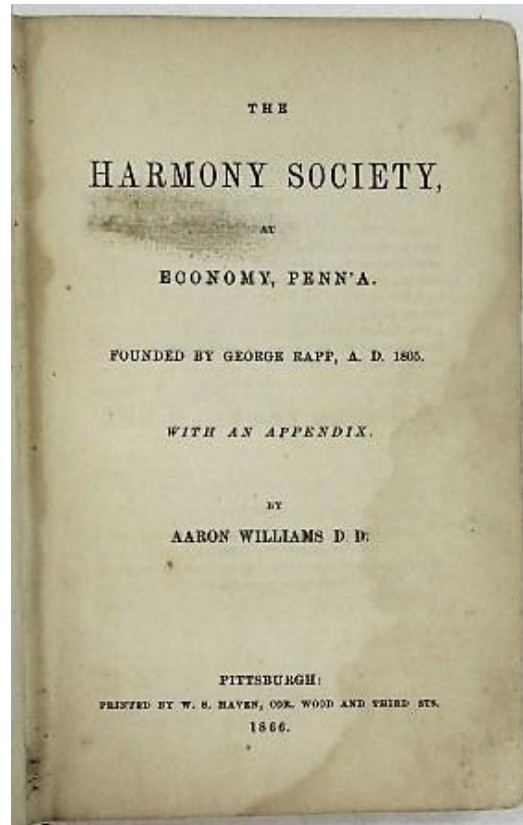 THE
HARMONY SOCIETY,
AT
ECONOMY, PENN'A.
FOUNDED BY GEORGE RAPP, A. D. 1805.
WITH AN APPENDIX.
BY
AARON WILLIAMS D D.
PITTSBURGH:
PRINTED BY W. S. HAVEN, COR. WOOD AND THIRD STS.
1866.